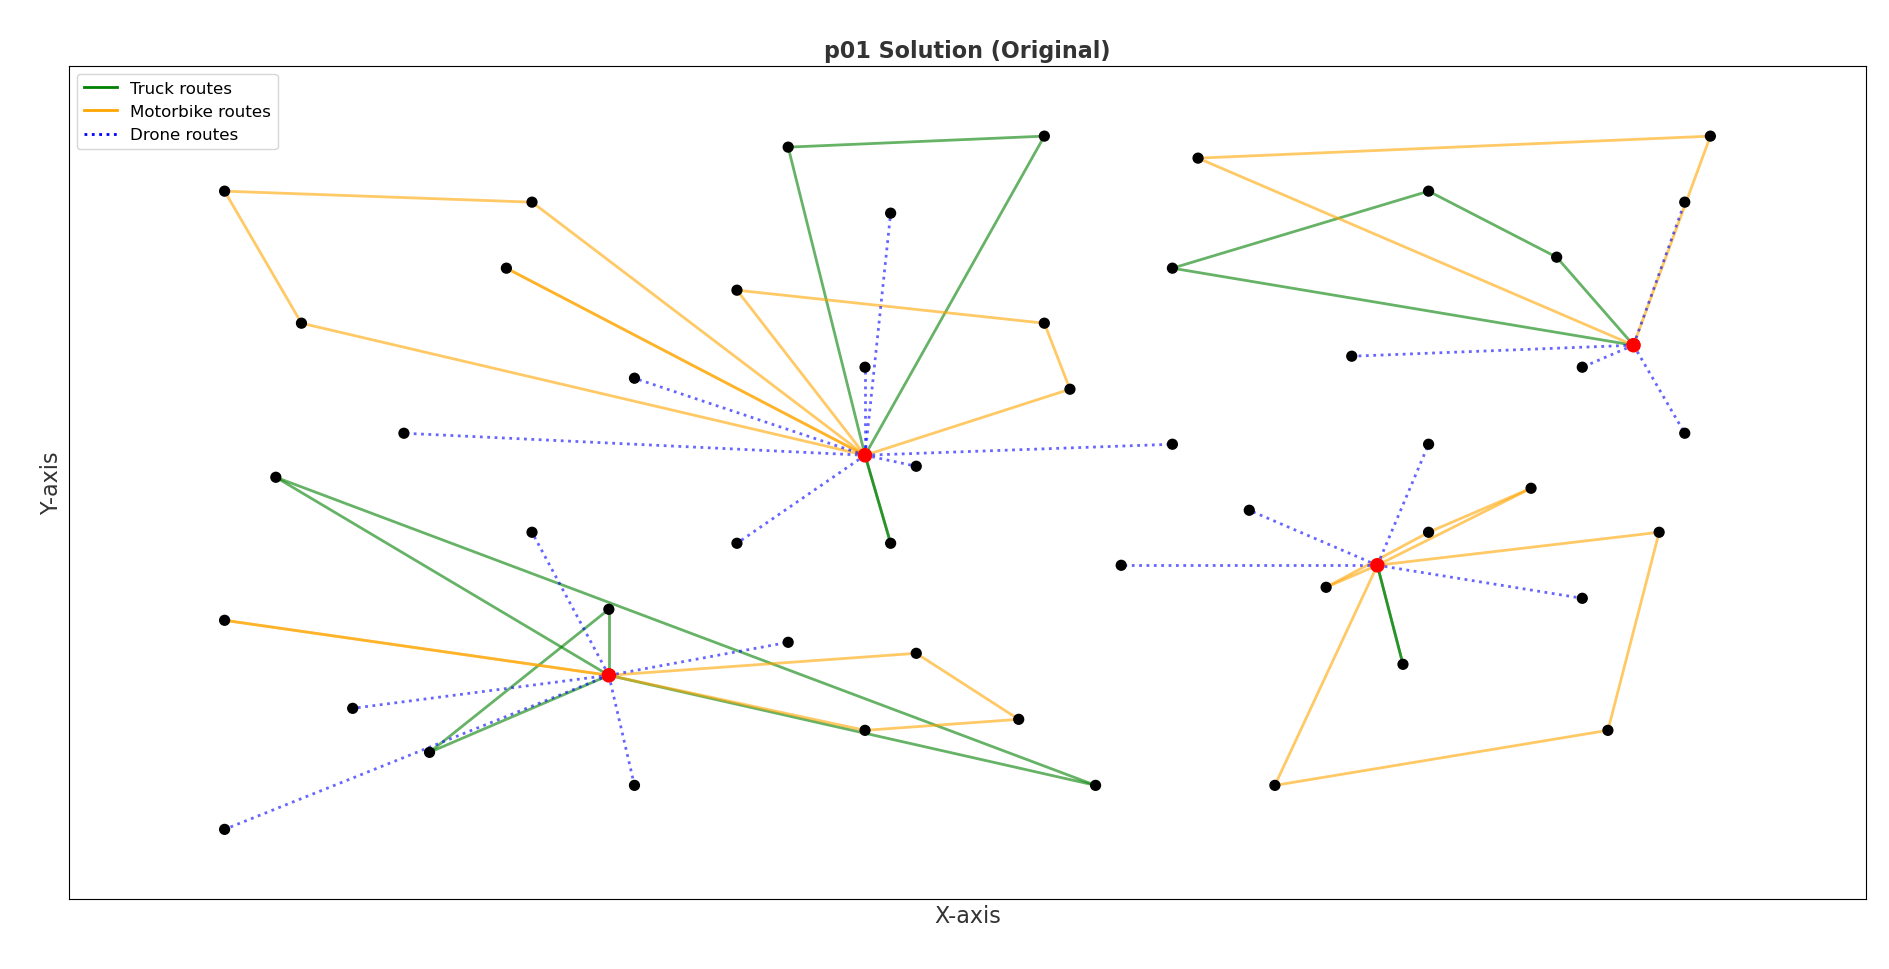 p01 Solution (Original)
Truck routes
Motorbike routes
Drone routes
Y-axis
X-axis